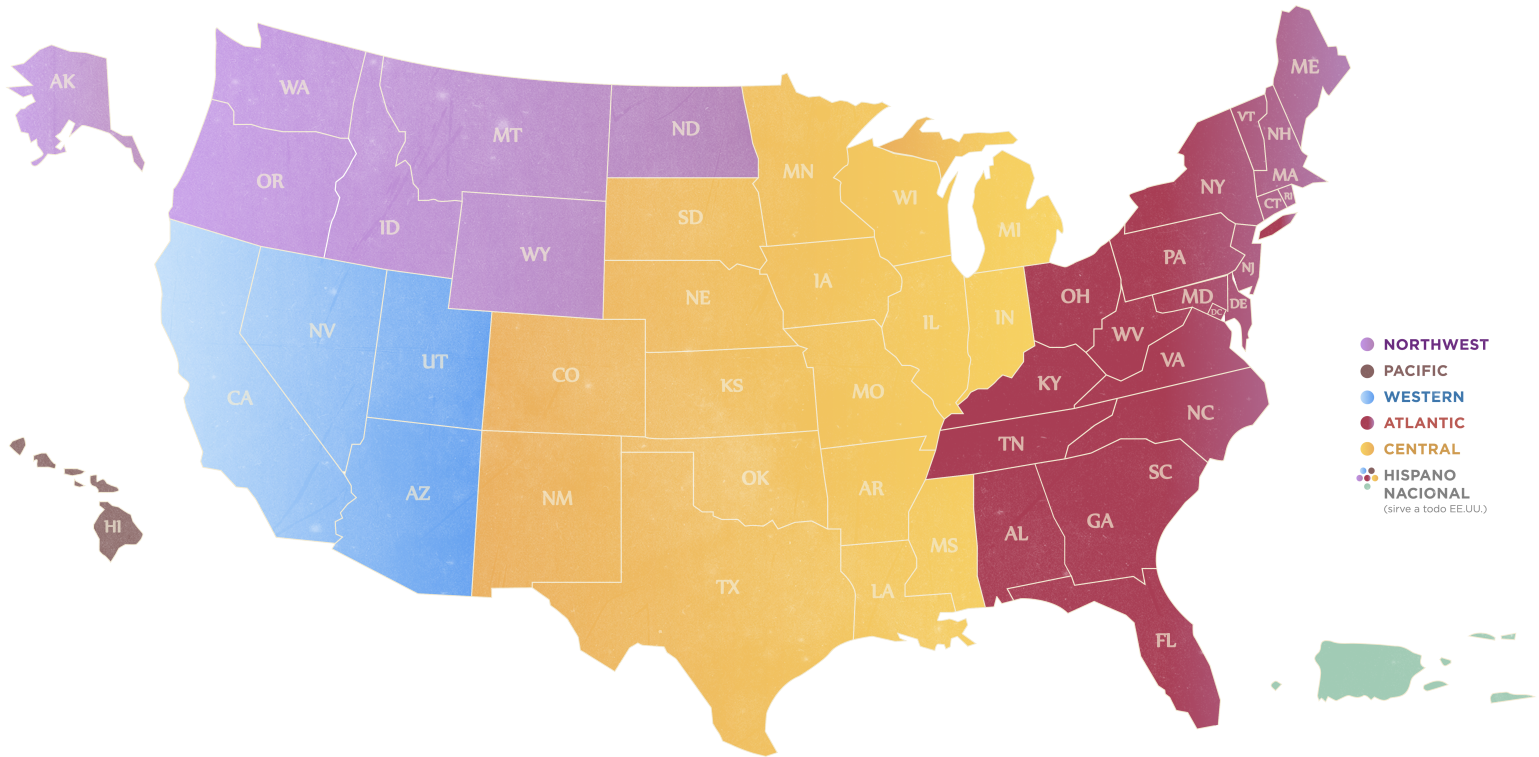 AK
WA
MT
ND
OR
ID
WY
MN
SD
WI
MI
ME
VT
NH
MA
NY
CT
RI
PA
NJ
NE
IA
IL
IN
OH
MD
DE
DC
WV
VA
NV
UT
CO
KS
MO
KY
CA
NC
TN
AZ
NM
OK
AR
SC
GA
AL
MS
TX
LA
FL
HI
NORTHWEST
PACIFIC
WESTERN
ATLANTIC
CENTRAL
HISPANO
NACIONAL
(sirve a todo EE.UU.)